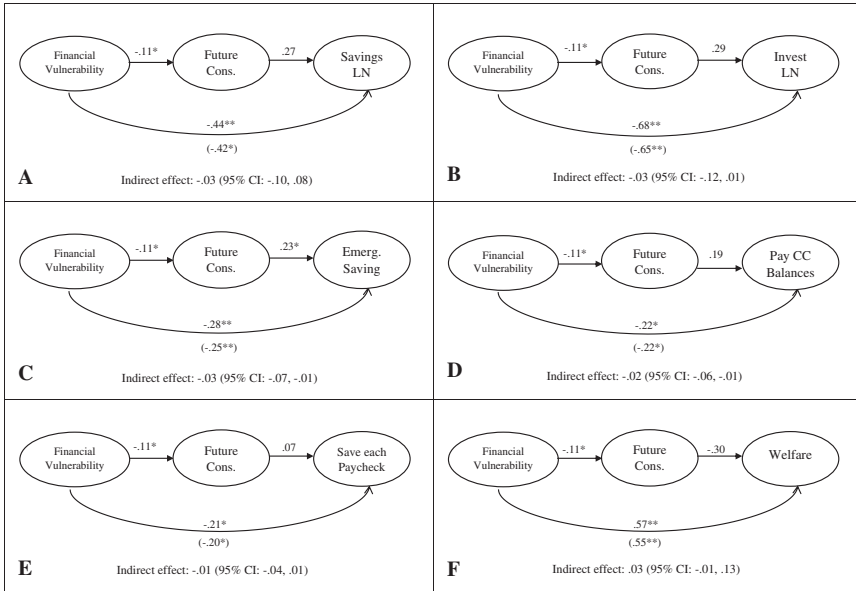 Financial
Vulnerability
-.11*
Future
Cons.
.27
Savings
LN
-.44**
(-.42*)
A
Indirect effect: -.03 (95% CI: -.10, .08)
Financial
Vulnerability
-.11*
Future
Cons.
.29
Invest
LN
-.68**
(-.65**)
B
Indirect effect: -.03 (95% CI: -.12, .01)
Financial
Vulnerability
-.11*
Future
Cons.
.23*
Emerg.
Saving
-.28**
(-.25**)
C
Indirect effect: -.03 (95% CI: -.07, -.01)
Financial
Vulnerability
-.11*
Future
Cons.
.19
Pay CC
Balances
-.22*
(-.22*)
D
Indirect effect: -.02 (95% CI: -.06, -.01)
Financial
Vulnerability
-.11*
Future
Cons.
.07
Save each
Paycheck
-.21*
(-.20*)
E
Indirect effect: -.01 (95% CI: -.04, .01)
Financial
Vulnerability
-.11*
Future
Cons.
-.30
Welfare
.57**
(.55**)
F
Indirect effect: .03 (95% CI: -.01, .13)